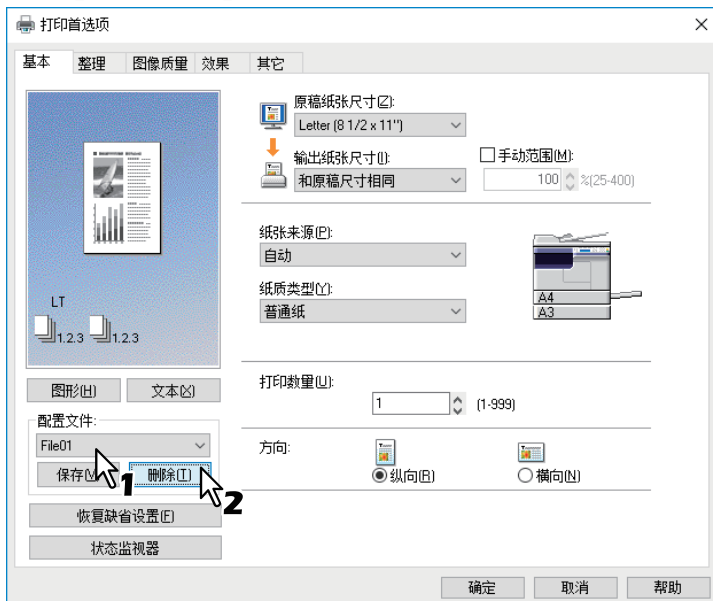 打印首选项
基本 整理 图像质量 效果 其它
原稿纸张尺寸(Z):
Letter (8 1/2 x 11")
输出纸张尺寸(I): 手动范围(M):
和原稿尺寸相同 100 %(25-400)
纸张来源(P):
自动
纸质类型(Y):
普通纸
A4
A3
LT
1.2.3 1.2.3
图形(H) 文本(X)
打印数量(U):
1 (1-999)
配置文件:
File01
保存(V) 删除(T)
1 2
方向:
纵向(R) 横向(N)
恢复缺省设置(F)
状态监视器
确定 取消 帮助